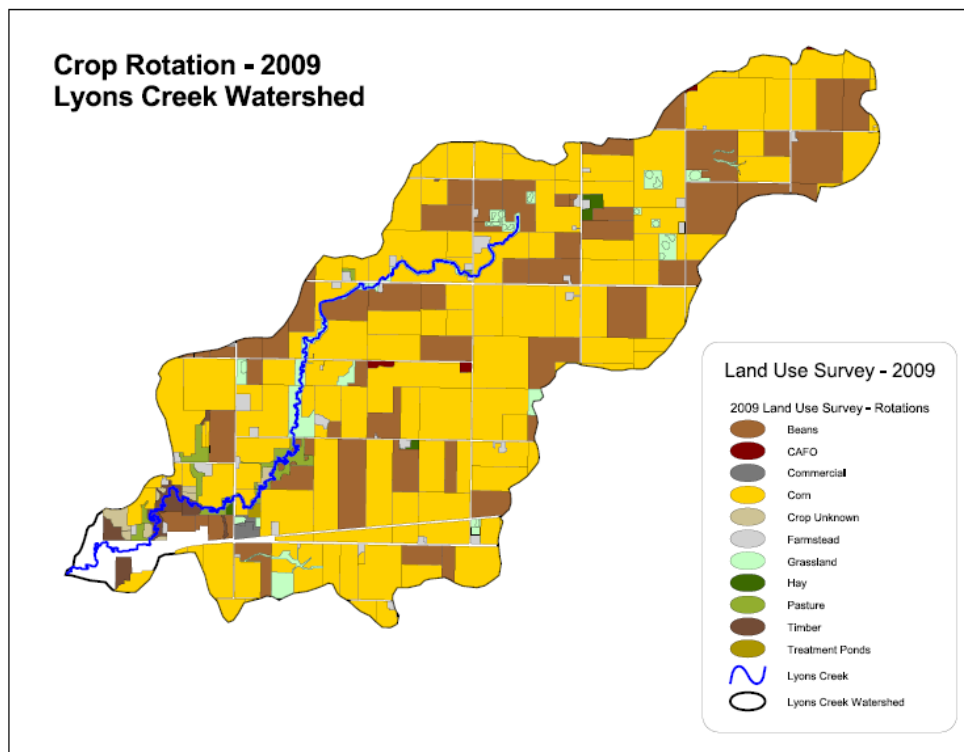 Crop Rotation - 2009
Lyons Creek Watershed
Land Use Survey - 2009
2009 Land Use Survey - Rotations
Beans
CAFO
Commercial
Corn
Crop Unknown
Farmstead
Grassland
Hay
Pasture
Timber
Treatment Ponds
Lyons Creek
Lyons Creek Watershed